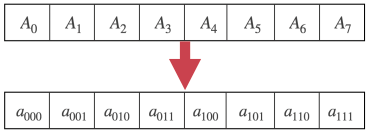 A₀ A₁ A₂ A₃ A₄ A₅ A₆ A₇
a₀₀₀ a₀₀₁ a₀₁₀ a₀₁₁ a₁₀₀ a₁₀₁ a₁₁₀ a₁₁₁